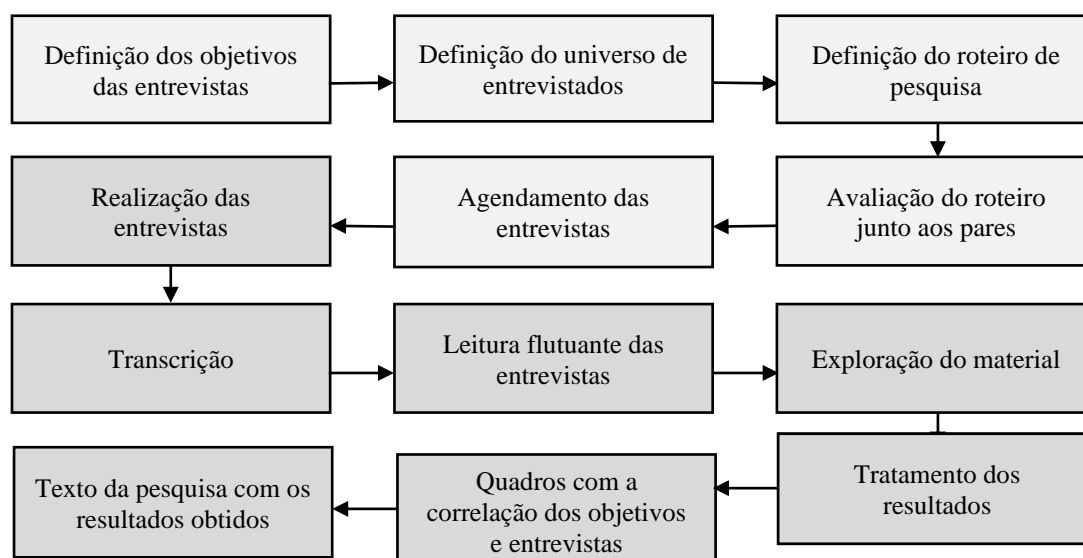 Definição dos objetivos
das entrevistas
Definição do universo de
entrevistados
Definição do roteiro de
pesquisa
Realização das
entrevistas
Agendamento das
entrevistas
Avaliação do roteiro
junto aos pares
Transcrição
Leitura flutuante das
entrevistas
Exploração do material
Texto da pesquisa com os
resultados obtidos
Quadros com a
correlação dos objetivos
e entrevistas
Tratamento dos
resultados